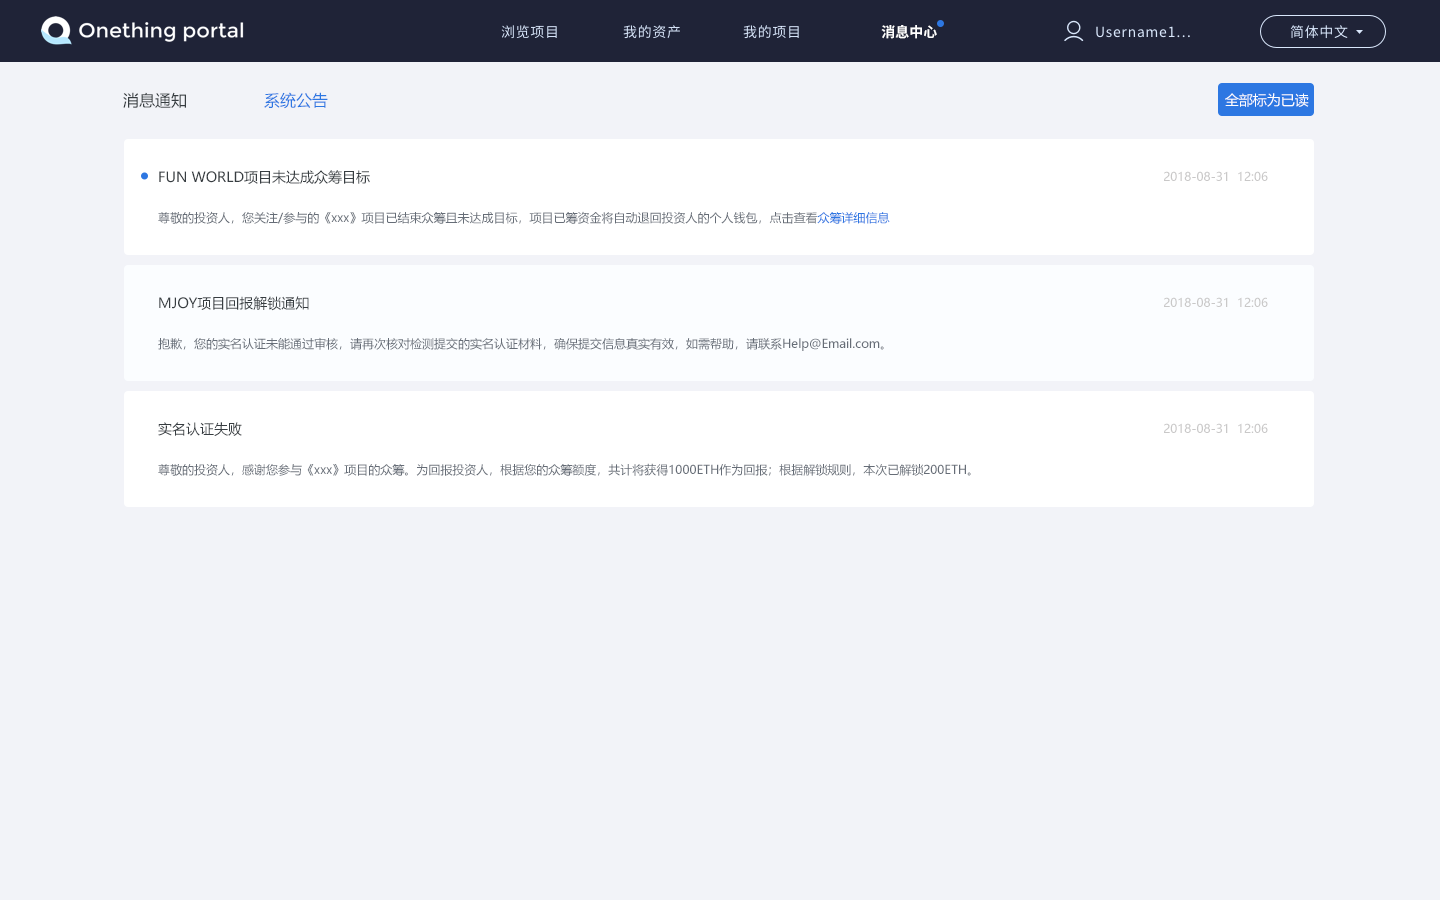 Onething portal
浏览项目
我的资产
我的项目
消息中心
Username1...
简体中文
消息通知
系统公告
全部标为已读
FUN WORLD项目未达成众筹目标
2018-08-31 12:06
尊敬的投资人，您关注/参与的《xxx》项目已结束众筹且未达成目标，项目已筹资金将自动退回投资人的个人钱包，点击查看众筹详细信息
MJOY项目回报解锁通知
2018-08-31 12:06
抱歉，您的实名认证未能通过审核，请再次核对检测提交的实名认证材料，确保提交信息真实有效，如需帮助，请联系Help@Email.com。
实名认证失败
2018-08-31 12:06
尊敬的投资人，感谢您参与《xxx》项目的众筹。为回报投资人，根据您的众筹额度，共计将获得1000ETH作为回报；根据解锁规则，本次已解锁200ETH。